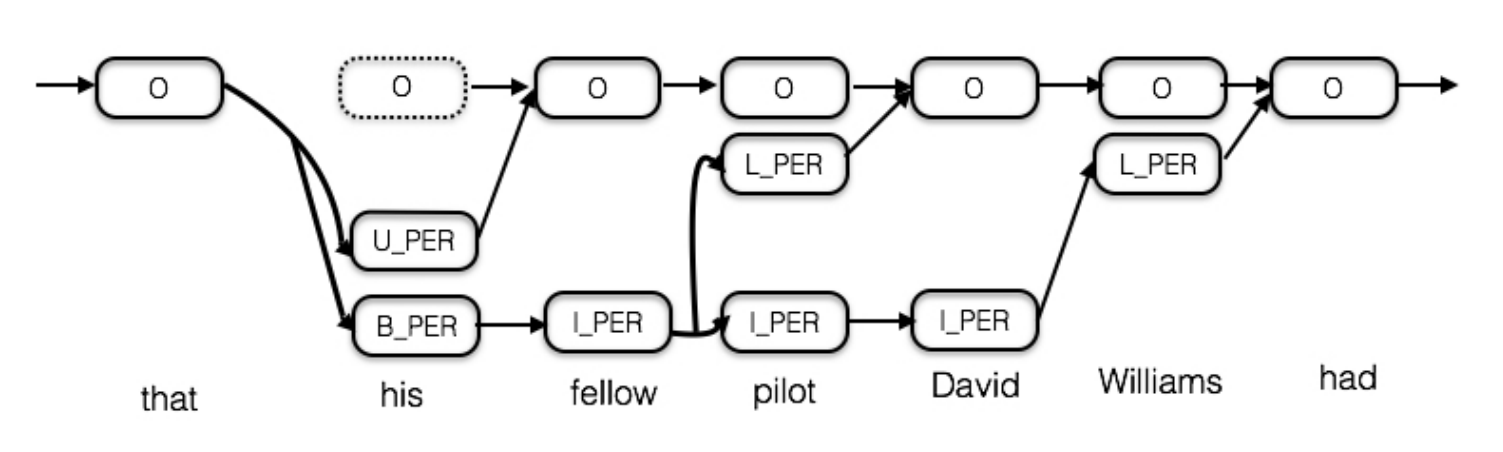 O O O O O O O
L_PER L_PER
U_PER
B_PER I_PER I_PER I_PER
that his fellow pilot David Williams had